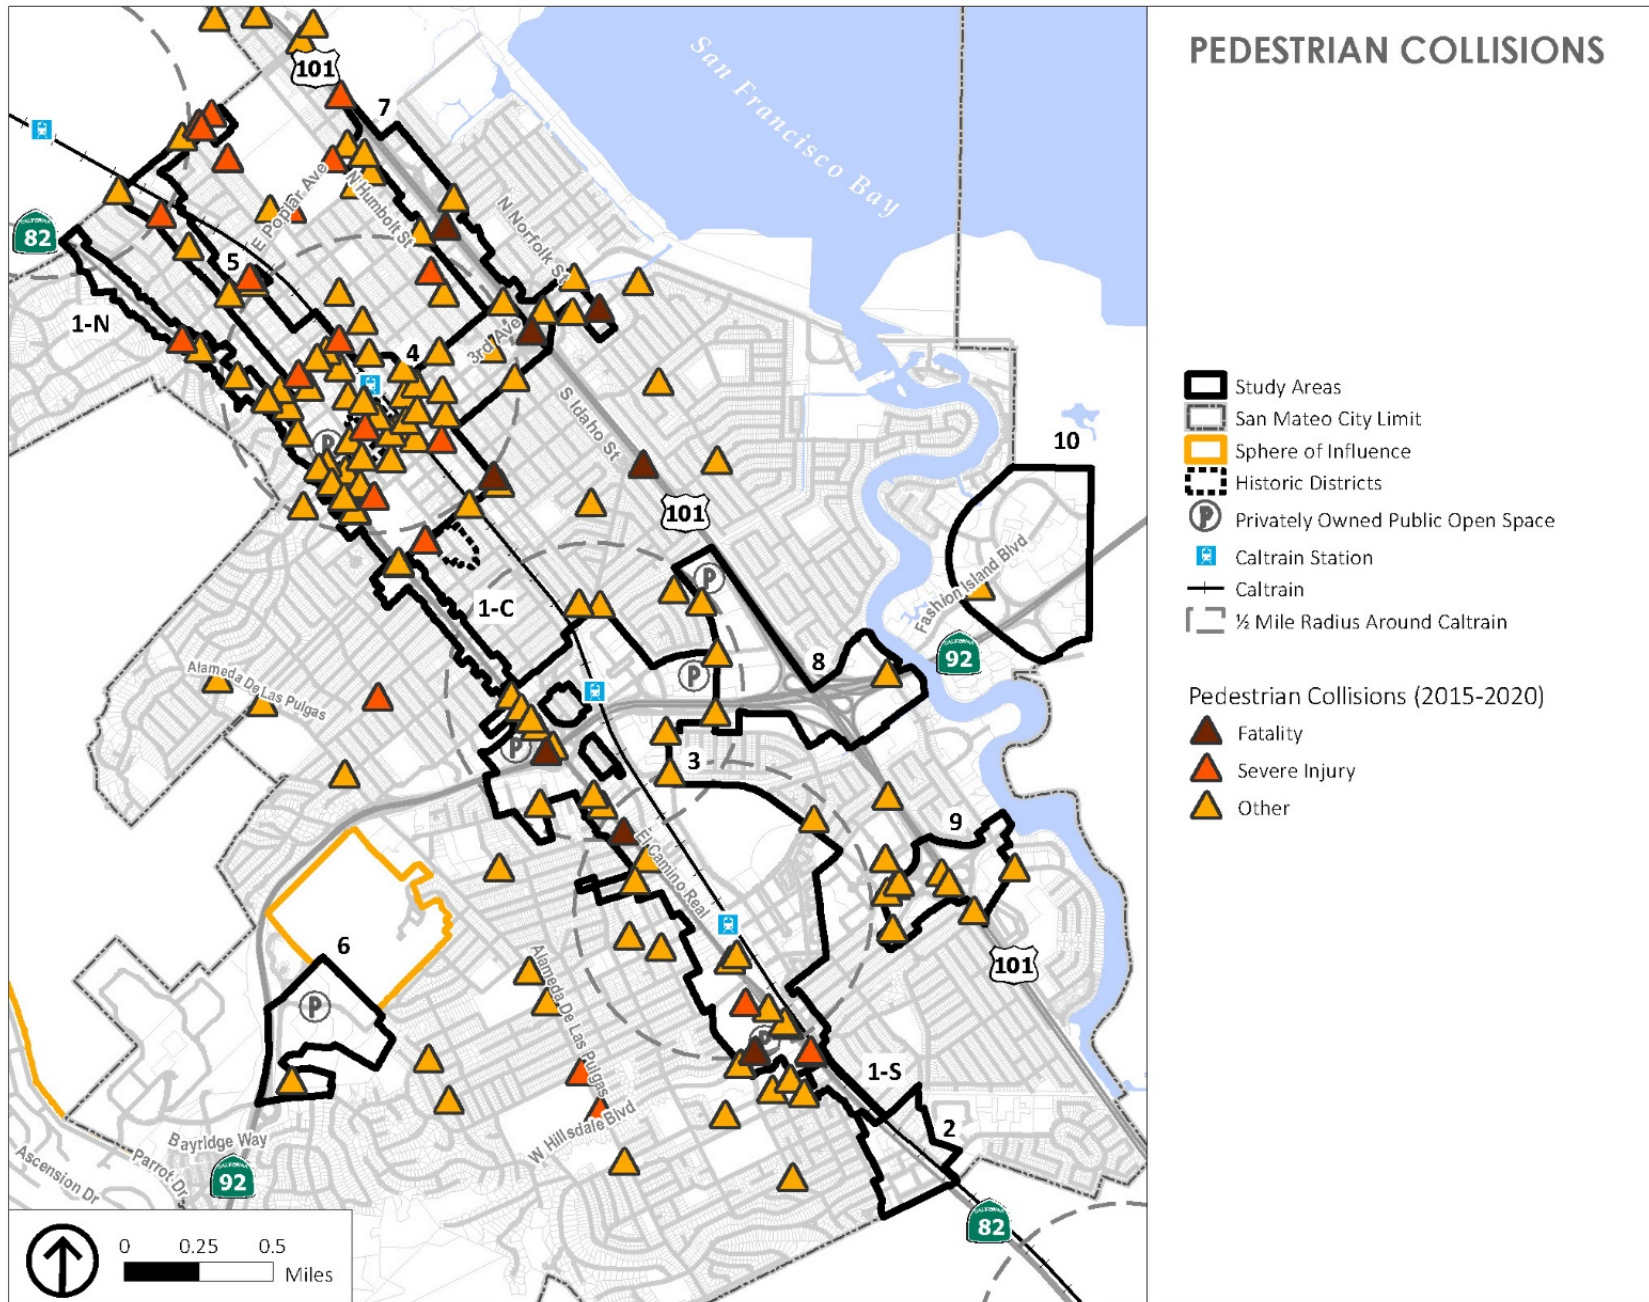 PEDESTRIAN COLLISIONS
San Francisco Bay
101
7
82
E Poplar Ave
N Humbolt St
N Norfolk St
5
1-N
4
3rd Ave
S Idaho St
10
101
Fashion Island Blvd
92
1-C
8
Alameda De Las Pulgas
3
9
El Camino Real
6
101
Alameda De Las Pulgas
1-S
2
W Hillsdale Blvd
Bayridge Way
Parrot Dr
Ascension Dr
92
82
0 0.25 0.5
Miles
Study Areas
San Mateo City Limit
Sphere of Influence
Historic Districts
Privately Owned Public Open Space
Caltrain Station
Caltrain
½ Mile Radius Around Caltrain
Pedestrian Collisions (2015-2020)
Fatality
Severe Injury
Other